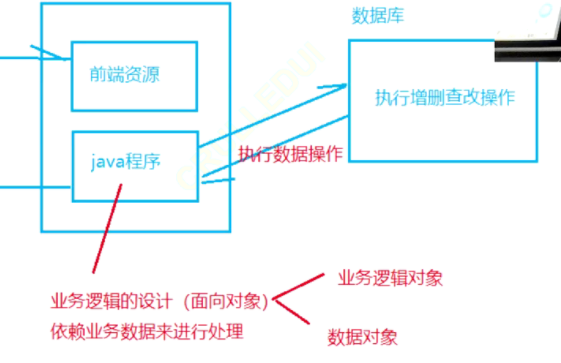 数据库
前端资源
执行增删查改操作
java程序
执行数据操作
业务逻辑的设计（面向对象）
依赖业务数据来进行处理
业务逻辑对象
数据对象